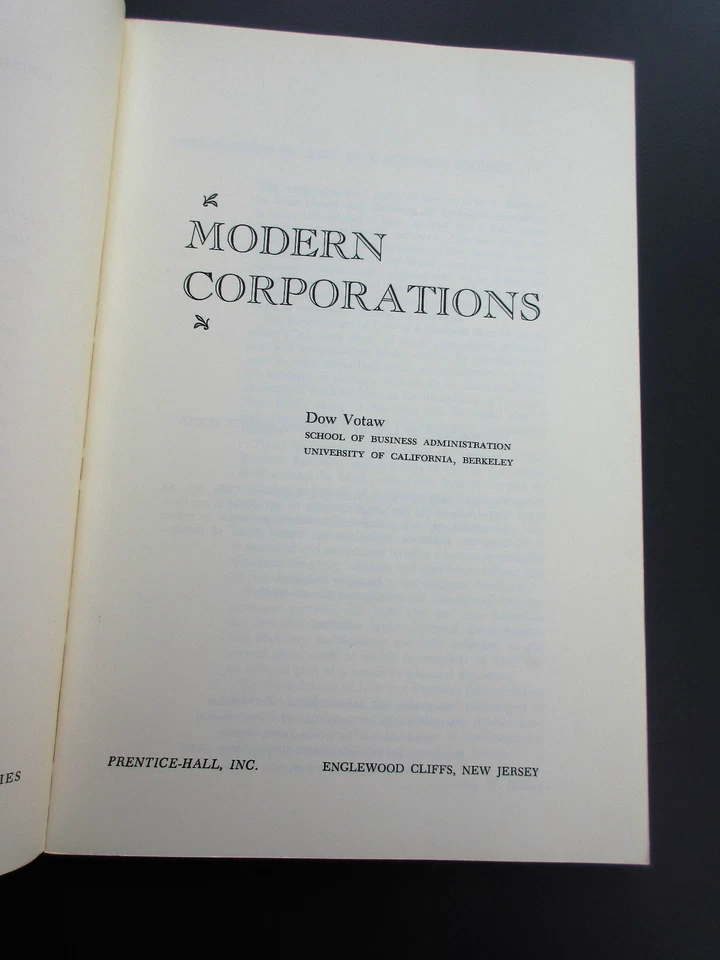 MODERN
CORPORATIONS
Dow Votaw
SCHOOL OF BUSINESS ADMINISTRATION
UNIVERSITY OF CALIFORNIA, BERKELEY
PRENTICE-HALL, INC. ENGLEWOOD CLIFFS, NEW JERSEY
IES